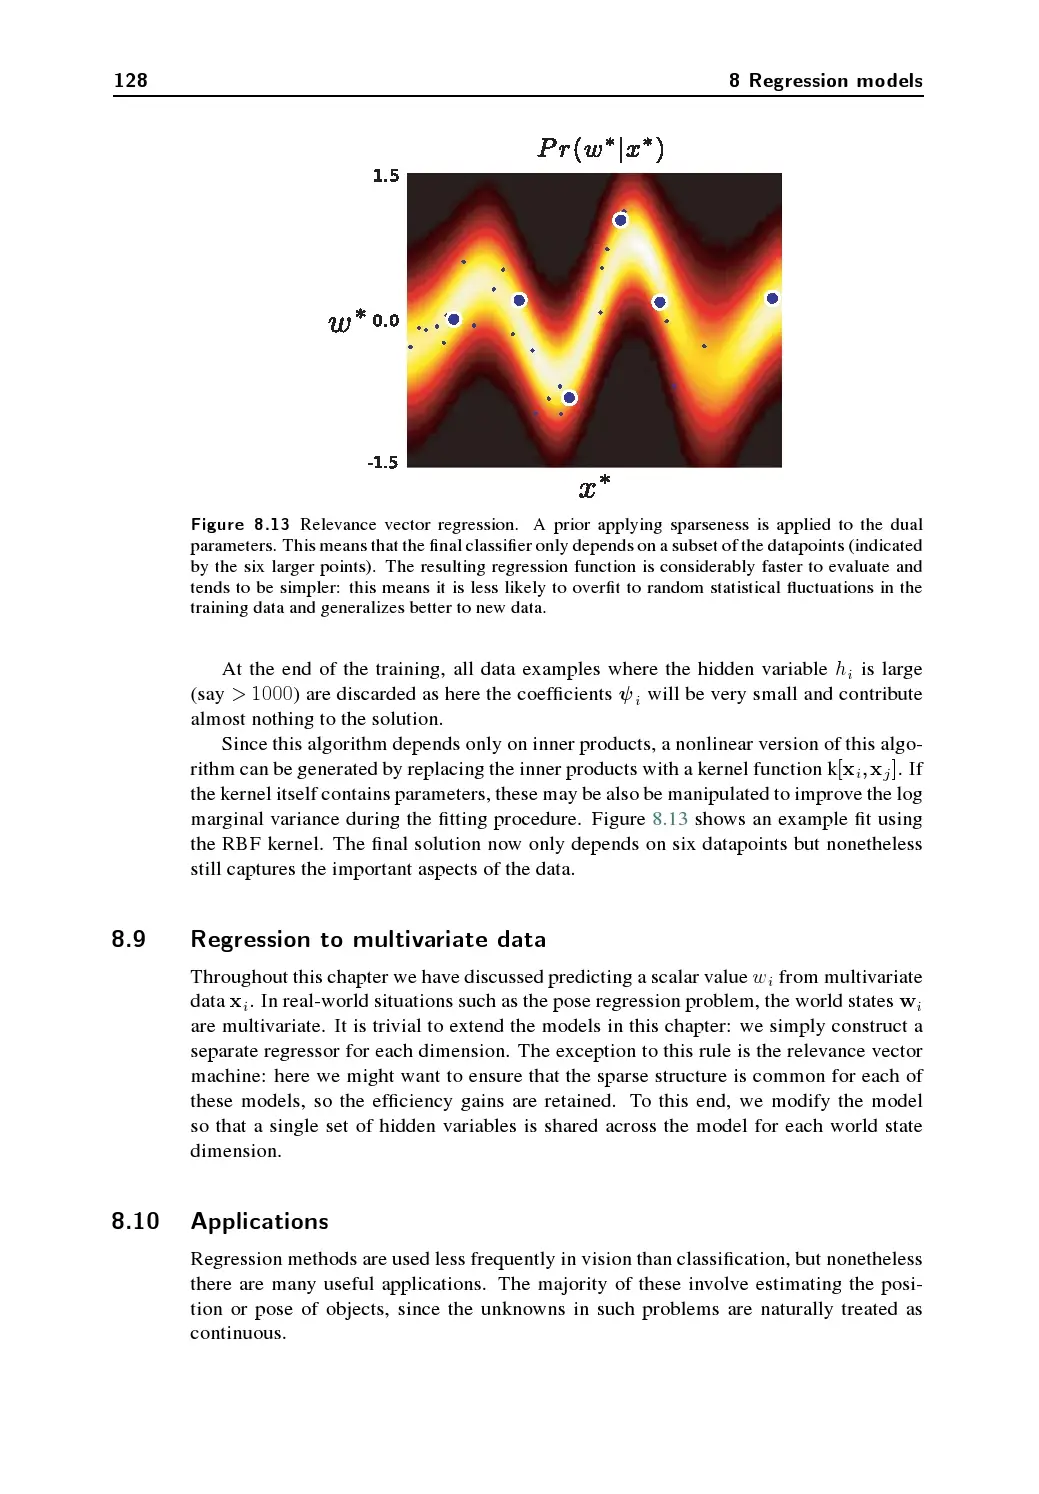 128
8 Regression models
Pr(w*|x*)
1.5
w* 0.0
-1.5
x*
Figure 8.13 Relevance vector regression. A prior applying sparseness is applied to the dual
parameters. This means that the final classifier only depends on a subset of the datapoints (indicated
by the six larger points). The resulting regression function is considerably faster to evaluate and
tends to be simpler: this means it is less likely to overfit to random statistical fluctuations in the
training data and generalizes better to new data.
At the end of the training, all data examples where the hidden variable hᵢ is large
(say > 1000) are discarded as here the coefficients ψᵢ will be very small and contribute
almost nothing to the solution.
Since this algorithm depends only on inner products, a nonlinear version of this algo-
rithm can be generated by replacing the inner products with a kernel function k[xᵢ, xⱼ]. If
the kernel itself contains parameters, these may be also be manipulated to improve the log
marginal variance during the fitting procedure. Figure 8.13 shows an example fit using
the RBF kernel. The final solution now only depends on six datapoints but nonetheless
still captures the important aspects of the data.
8.9 Regression to multivariate data
Throughout this chapter we have discussed predicting a scalar value wᵢ from multivariate
data xᵢ. In real-world situations such as the pose regression problem, the world states wᵢ
are multivariate. It is trivial to extend the models in this chapter: we simply construct a
separate regressor for each dimension. The exception to this rule is the relevance vector
machine: here we might want to ensure that the sparse structure is common for each of
these models, so the efficiency gains are retained. To this end, we modify the model
so that a single set of hidden variables is shared across the model for each world state
dimension.
8.10 Applications
Regression methods are used less frequently in vision than classification, but nonetheless
there are many useful applications. The majority of these involve estimating the posi-
tion or pose of objects, since the unknowns in such problems are naturally treated as
continuous.